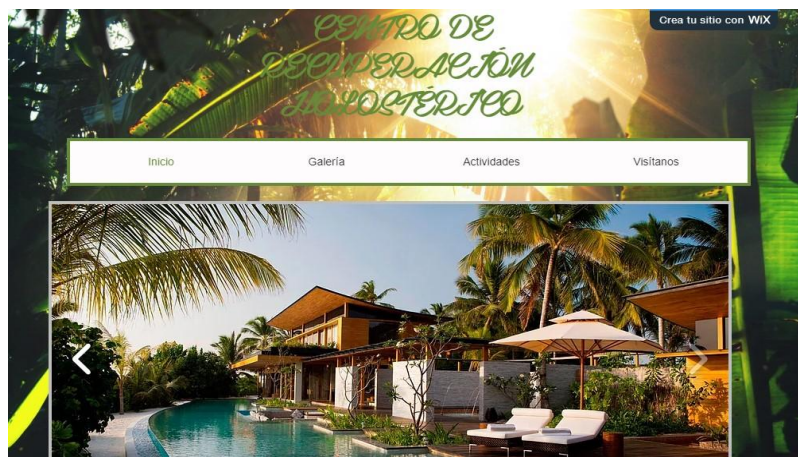 Crea tu sitio con WiX
CENTRO DE
RECUPERACIÓN
HOLOSTÉRICO
Inicio Galería Actividades Visítanos